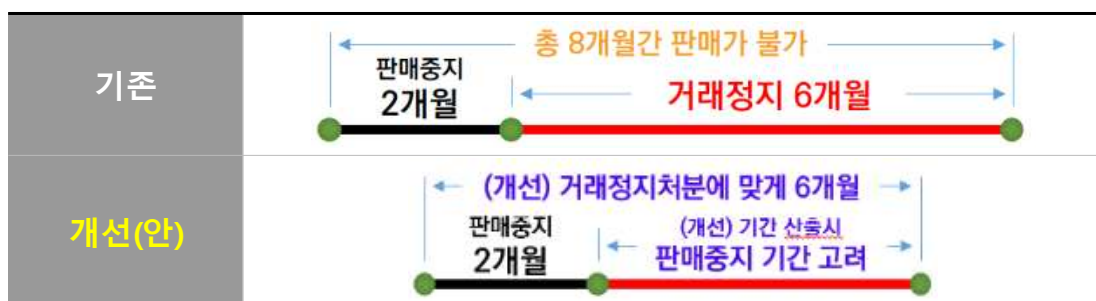 기존
총 8개월간 판매가 불가
판매중지
2개월
거래정지 6개월
개선(안)
(개선) 거래정지처분에 맞게 6개월
판매중지
2개월
(개선) 기간 산출시
판매중지 기간 고려